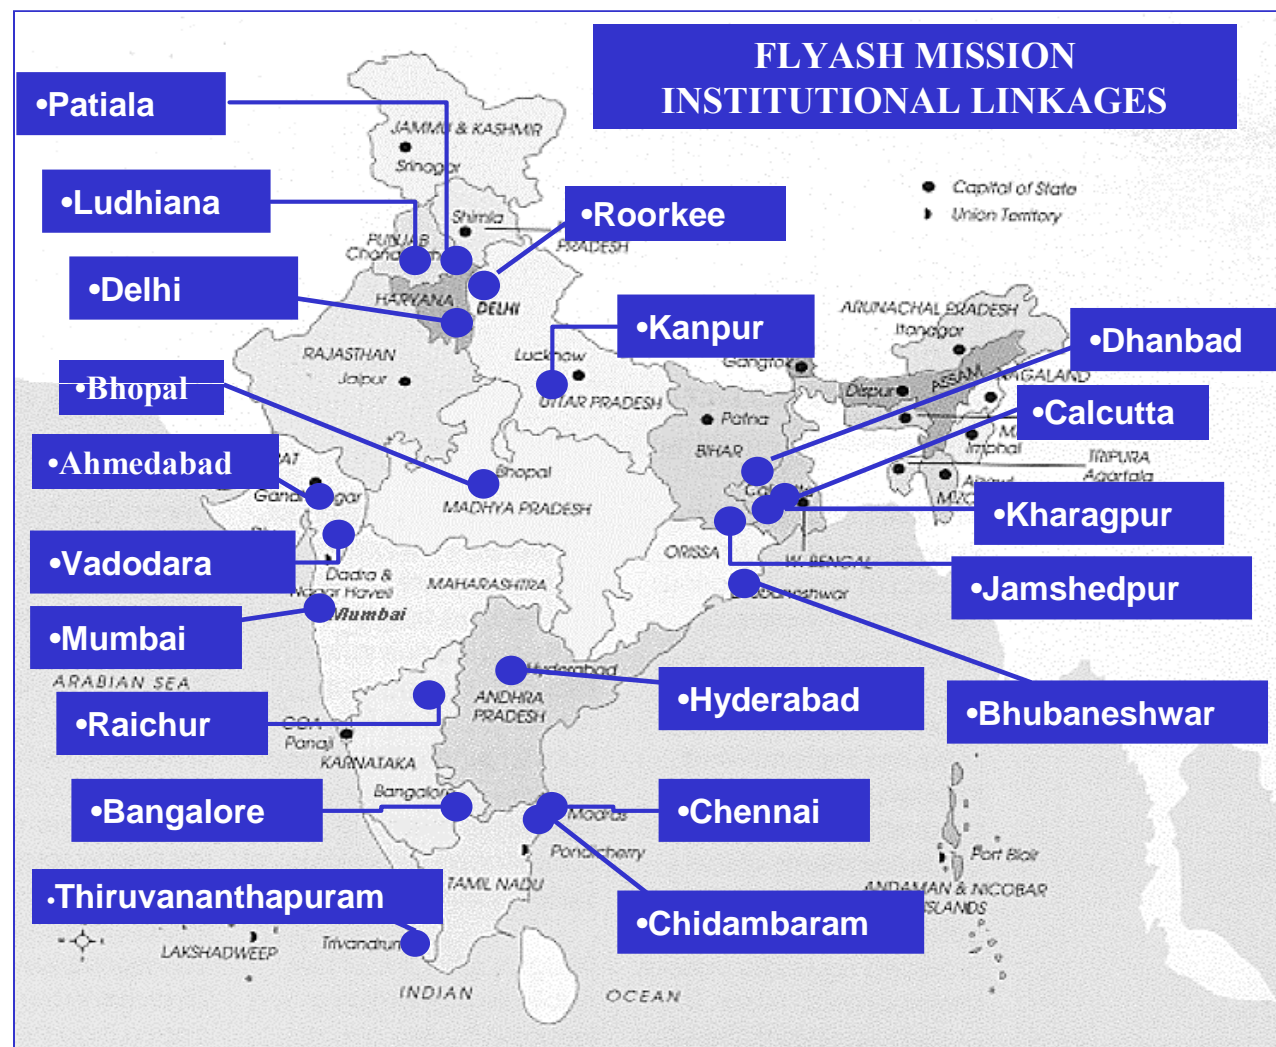 FLYASH MISSION
INSTITUTIONAL LINKAGES
•Patiala
JAMMU & KASHMIR
Srinagar
•Ludhiana
•Roorkee
Capital of State
Union Territory
Shimla
PRADESH
PUNJAB
•Delhi
HARYANA
DELHI
•Kanpur
ARUNACHAL PRADESH
Itanagar
•Dhanbad
RAJASTHAN
Jaipur
Lucknow
Gangtok
ASSAM
NAGALAND
Dispur
•Bhopal
UTTAR PRADESH
•Calcutta
Patna
BIHAR
Imphal
TRIPURA
Agartala
•Ahmedabad
Bhopal
MADHYA PRADESH
•Kharagpur
•Vadodara
ORISSA
W. BENGAL
Dadra &
Nagar Haveli
MAHARASHTRA
•Jamshedpur
Mumbai
•Mumbai
ARABIAN SEA
Hyderabad
ANDHRA
PRADESH
•Hyderabad
•Raichur
GOA
Panaji
•Bhubaneshwar
KARNATAKA
Bangalore
•Bangalore
•Chennai
Madras
Pondicherry
Port Blair
•Thiruvananthapuram
TAMIL NADU
ANDAMAN & NICOBAR
ISLANDS
•Chidambaram
Trivandrum
LAKSHADWEEP
INDIAN
OCEAN